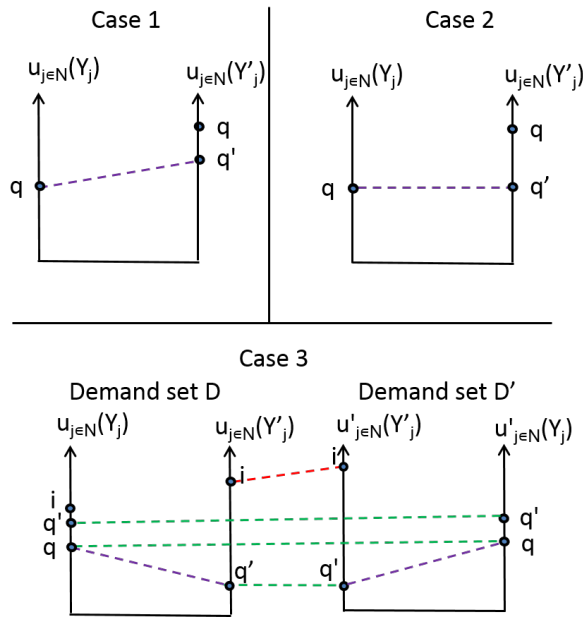 Case 1
u_{j∈N}(Y_j)
u_{j∈N}(Y'_j)
q
q'
q
Case 2
u_{j∈N}(Y_j)
u_{j∈N}(Y'_j)
q
q'
q
Case 3
Demand set D
Demand set D'
u_{j∈N}(Y_j)
u_{j∈N}(Y'_j)
u'_{j∈N}(Y'_j)
u'_{j∈N}(Y_j)
i
i
i
q'
q'
q
q
q'
q'